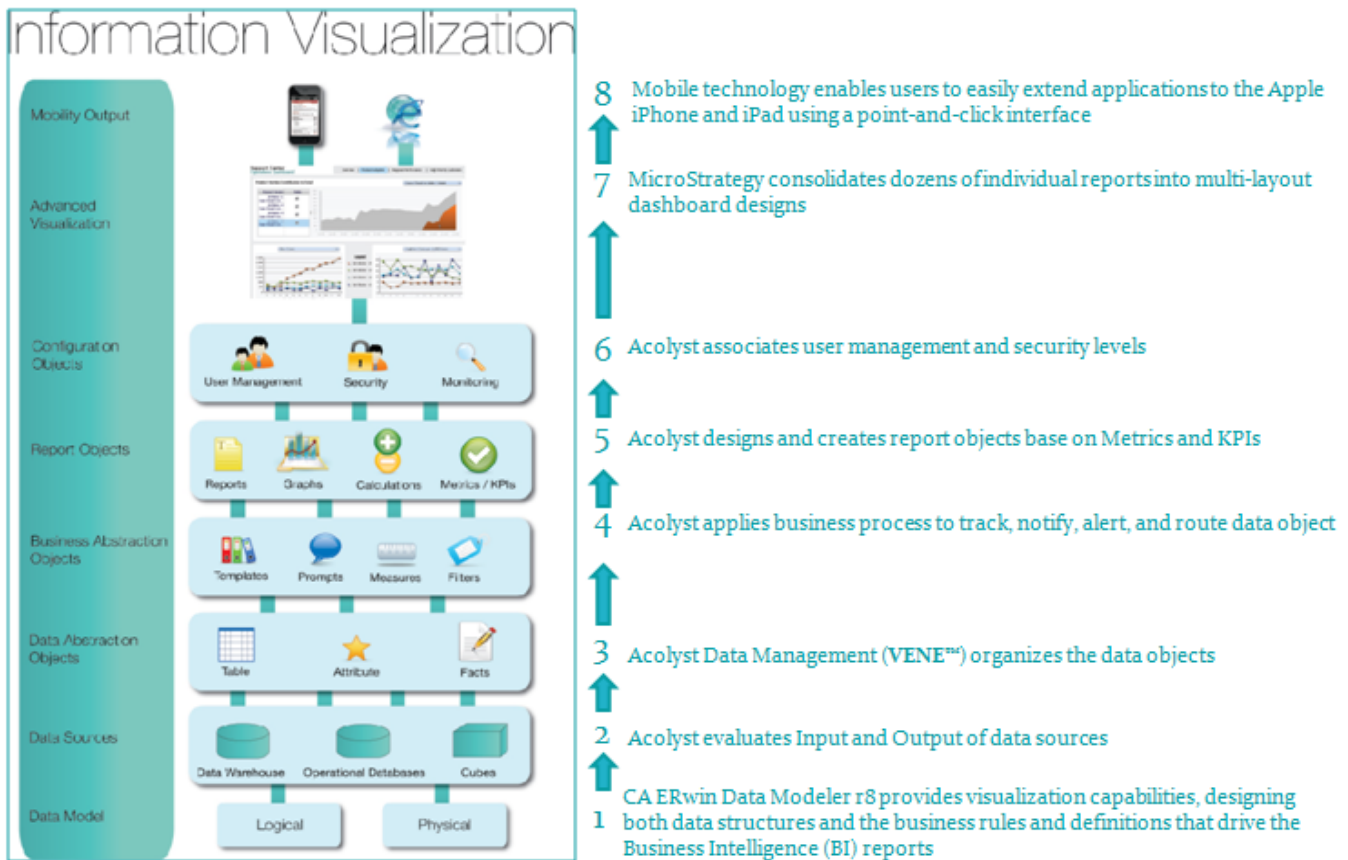 Information Visualization
Mobility Output
Advanced
Visualization
Configuration
Objects
User Management
Security
Monitoring
Report Objects
Reports
Graphs
Calculations
Metrics / KPIs
Business Abstraction
Objects
Templates
Prompts
Measures
Filters
Data Abstraction
Objects
Table
Attribute
Facts
Data Sources
Data Warehouse
Operational Databases
Cubes
Data Model
Logical
Physical
8 Mobile technology enables users to easily extend applications to the Apple
iPhone and iPad using a point-and-click interface
7 MicroStrategy consolidates dozens of individual reports into multi-layout
dashboard designs
6 Acolyst associates user management and security levels
5 Acolyst designs and creates report objects base on Metrics and KPIs
4 Acolyst applies business process to track, notify, alert, and route data object
3 Acolyst Data Management (VENE™) organizes the data objects
2 Acolyst evaluates Input and Output of data sources
CA ERwin Data Modeler r8 provides visualization capabilities, designing
1 both data structures and the business rules and definitions that drive the
Business Intelligence (BI) reports